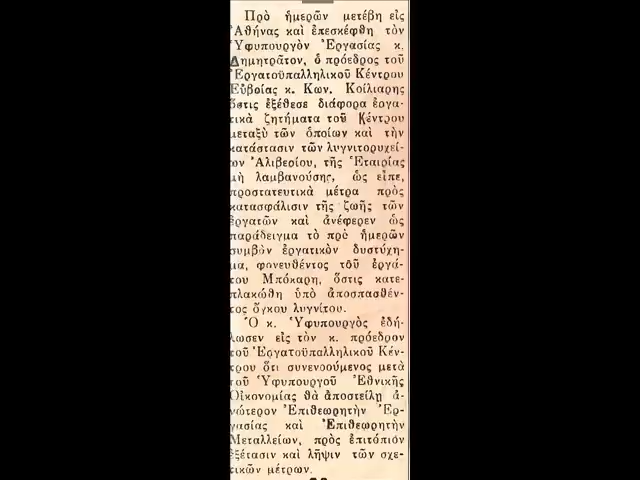 Πρὸ ἡμερῶν μετέβη εἰς
Ἀθήνας καὶ ἐπεσκέφθη τὸν
Ὑφυπουργὸν Ἐργασίας κ.
Δημητρᾶτον, ὁ πρόεδρος τοῦ
Ἐργατοϋπαλληλικοῦ Κέντρου
Εὐβοίας κ. Κων. Κοίλιαρης
ὅστις ἐξέθεσε διάφορα ἐργα-
τικὰ ζητήματα τοῦ Κέντρου
μεταξὺ τῶν ὁποίων καὶ τὴν
κατάστασιν τῶν λιγνιτορυχεί-
ων Ἀλιβερίου, τῆς Ἑταιρίας
μὴ λαμβανούσης, ὡς εἶπε,
προστατευτικὰ μέτρα πρὸς
κατασφάλισιν τῆς ζωῆς τῶν
ἐργατῶν καὶ ἀνέφερεν ὡς
παράδειγμα τὸ πρὸ ἡμερῶν
συμβὰν ἐργατικὸν δυστύχη-
μα, φονευθέντος τοῦ ἐργά-
του Μπόκαρη, ὅστις κατε-
πλακώθη ὑπὸ ἀποσπασθέν-
τος ὄγκου λυγνίτου.
Ὁ κ. Ὑφυπουργὸς ἐδή-
λωσεν εἰς τὸν κ. πρόεδρον
τοῦ Ἐργατοϋπαλληλικοῦ Κέν-
τρου ὅτι συνενοούμενος μετὰ
τοῦ Ὑφυπουργοῦ Ἐθνικῆς
Οἰκονομίας θὰ ἀποστείλῃ ἀ-
νώτερον Ἐπιθεωρητὴν Ἐρ-
γασίας καὶ Ἐπιθεωρητὴν
Μεταλλείων, πρὸς ἐπιτόπιον
ἐξέτασιν καὶ λῆψιν τῶν σχε-
τικῶν μέτρων.